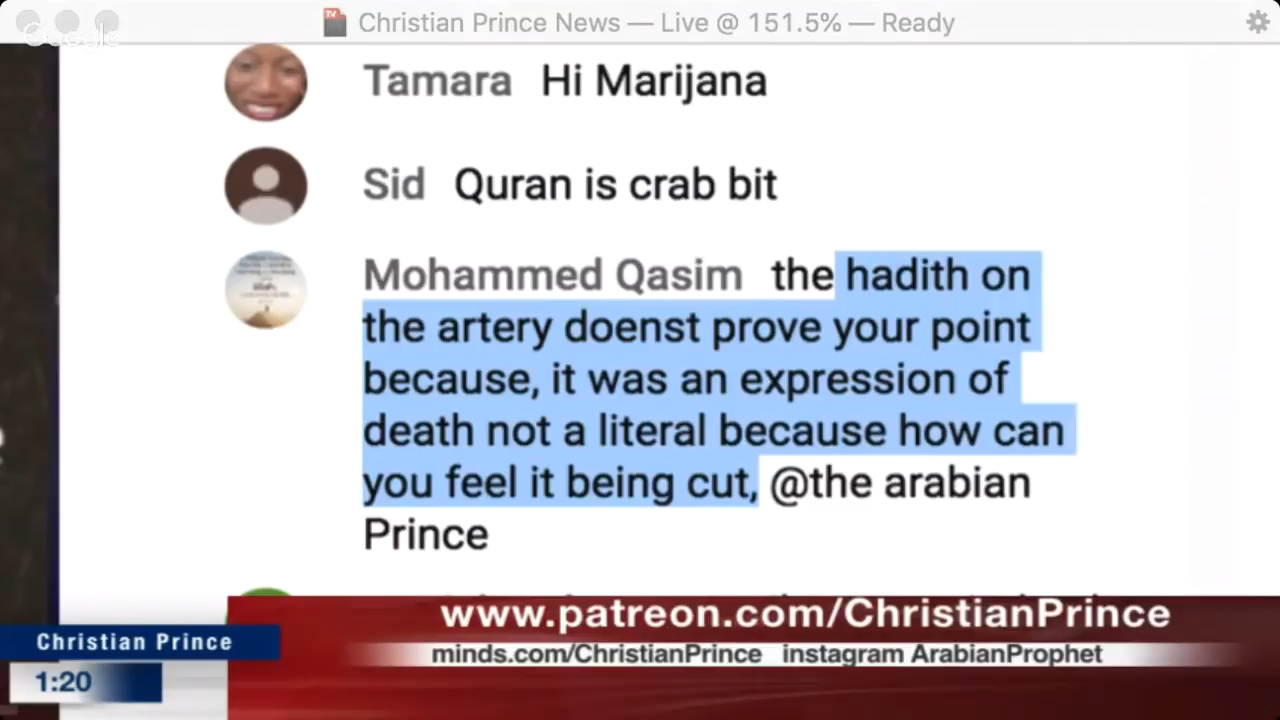 Christian Prince News — Live @ 151.5% — Ready
Google
Tamara Hi Marijana
Sid Quran is crab bit
Mohammed Qasim the hadith on
the artery doenst prove your point
because, it was an expression of
death not a literal because how can
you feel it being cut, @the arabian
Prince
www.patreon.com/ChristianPrince
Christian Prince
minds.com/ChristianPrince instagram ArabianProphet
1:20